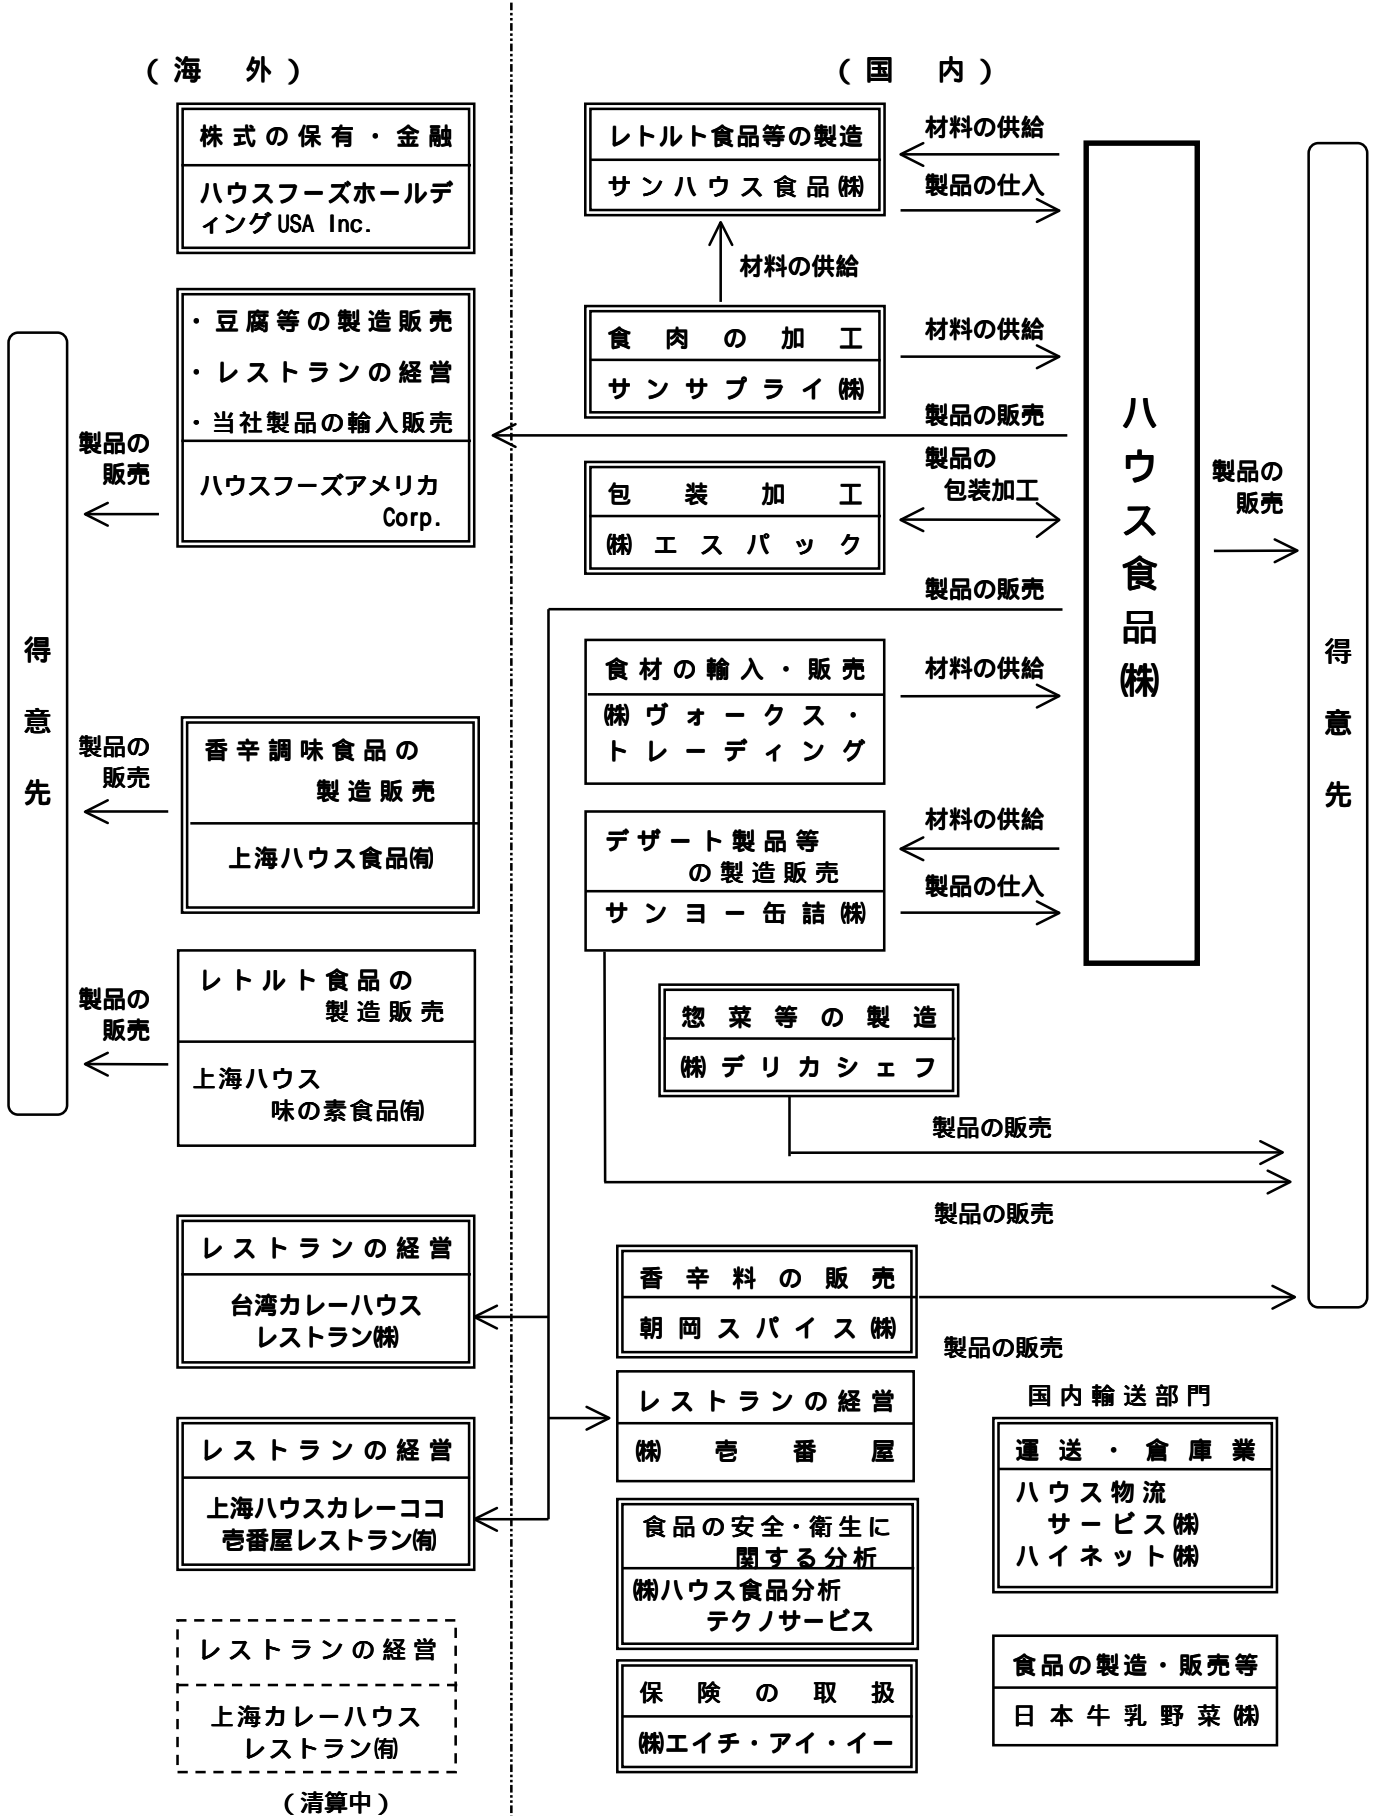 （海　外）
株式の保有・金融
ハウスフーズホールデ
ィングUSA Inc.
・豆腐等の製造販売
・レストランの経営
・当社製品の輸入販売
ハウスフーズアメリカ
Corp.
製品の
販売
得意先
香辛調味食品の
製造販売
上海ハウス食品㈲
製品の
販売
レトルト食品の
製造販売
上海ハウス
味の素食品㈲
製品の
販売
レストランの経営
台湾カレーハウス
レストラン㈱
レストランの経営
上海ハウスカレーココ
壱番屋レストラン㈲
レストランの経営
上海カレーハウス
レストラン㈲
（清算中）
（国　内）
レトルト食品等の製造
サンハウス食品㈱
材料の供給
製品の仕入
材料の供給
食肉の加工
サンサプライ㈱
材料の供給
製品の販売
包装加工
㈱エスパック
製品の
包装加工
製品の販売
食材の輸入・販売
㈱ヴォークス・
トレーディング
材料の供給
デザート製品等
の製造販売
サンヨー缶詰㈱
材料の供給
製品の仕入
ハウス食品㈱
製品の
販売
得意先
惣菜等の製造
㈱デリカシェフ
製品の販売
製品の販売
香辛料の販売
朝岡スパイス㈱
製品の販売
レストランの経営
㈱壱番屋
食品の安全・衛生に
関する分析
㈱ハウス食品分析
テクノサービス
保険の取扱
㈱エイチ・アイ・イー
国内輸送部門
運送・倉庫業
ハウス物流
サービス㈱
ハイネット㈱
食品の製造・販売等
日本牛乳野菜㈱